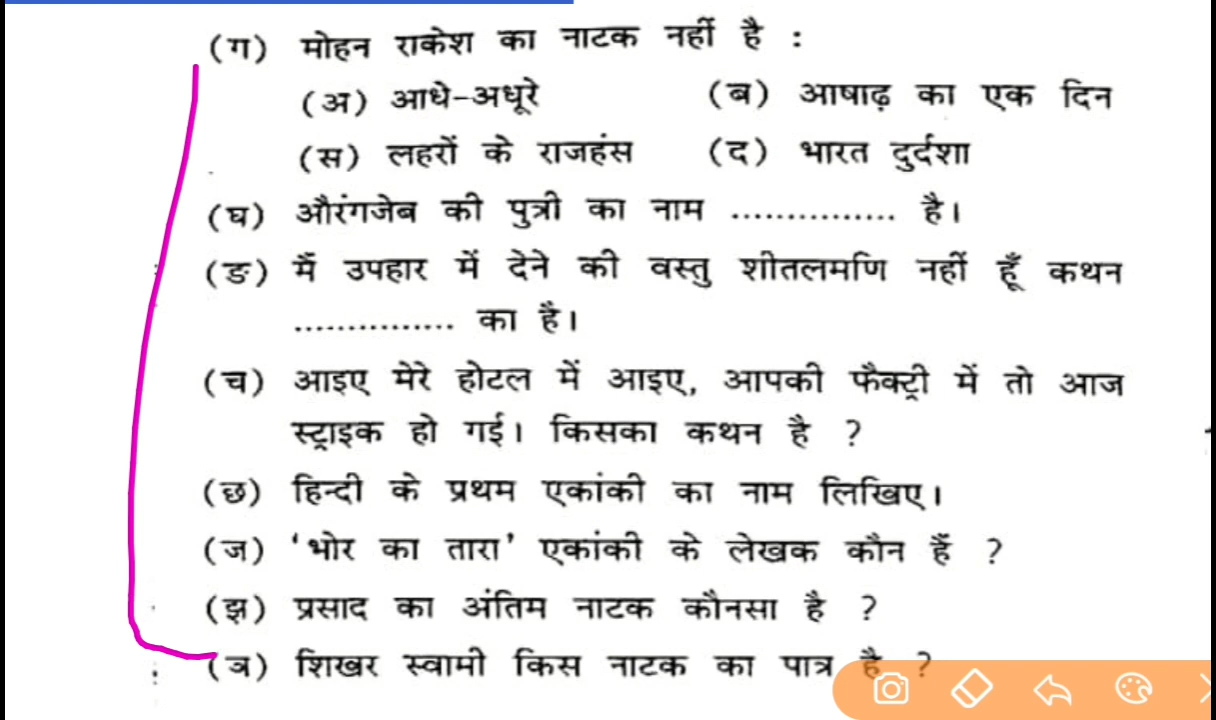 (ग) मोहन राकेश का नाटक नहीं है :
(अ) आधे-अधूरे (ब) आषाढ़ का एक दिन
(स) लहरों के राजहंस (द) भारत दुर्दशा
(घ) औरंगजेब की पुत्री का नाम ............... है।
(ङ) मैं उपहार में देने की वस्तु शीतलमणि नहीं हूँ कथन
............... का है।
(च) आइए मेरे होटल में आइए, आपकी फैक्ट्री में तो आज
स्ट्राइक हो गई। किसका कथन है ?
(छ) हिन्दी के प्रथम एकांकी का नाम लिखिए।
(ज) 'भोर का तारा' एकांकी के लेखक कौन हैं ?
(झ) प्रसाद का अंतिम नाटक कौनसा है ?
(ञ) शिखर स्वामी किस नाटक का पात्र है ?